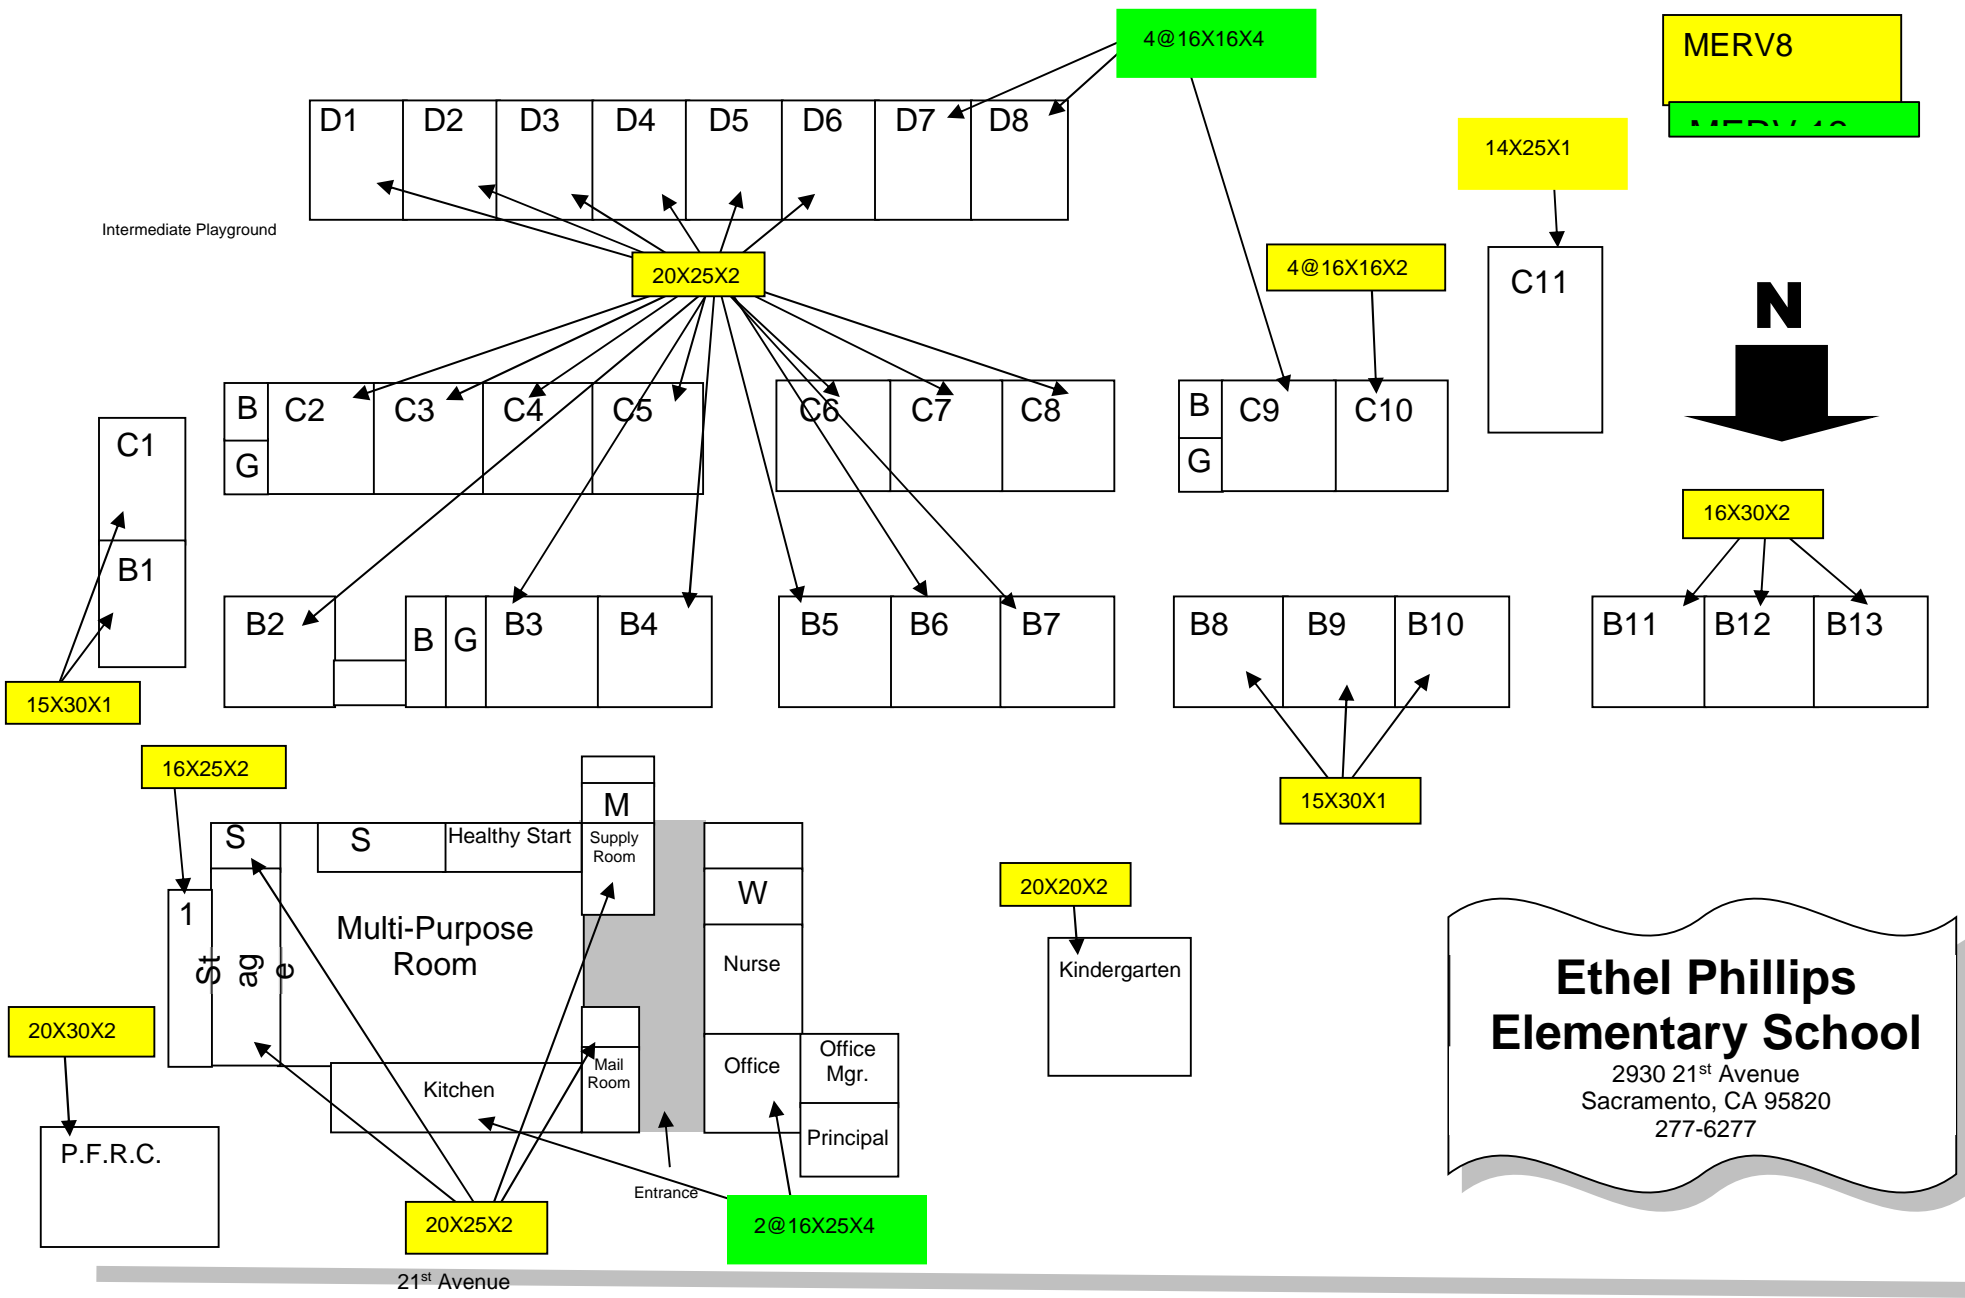 4@16X16X4
MERV8
14X25X1
D1 D2 D3 D4 D5 D6 D7 D8
Intermediate Playground
20X25X2
4@16X16X2
C11
N
B C2 C3 C4 C5 C6 C7 C8 B C9 C10
G G
C1
16X30X2
B1
B2 B G B3 B4 B5 B6 B7 B8 B9 B10 B11 B12 B13
15X30X1
16X25X2
15X30X1
M
S S Healthy Start Supply
Room
20X20X2
1 W
Multi-Purpose
Room
St
ag
e
Nurse
Kindergarten
Ethel Phillips
Elementary School
2930 21st Avenue
Sacramento, CA 95820
277-6277
20X30X2
Office
Mgr.
Office
Mail
Room
Kitchen
Principal
P.F.R.C.
Entrance
20X25X2
2@16X25X4
21st Avenue